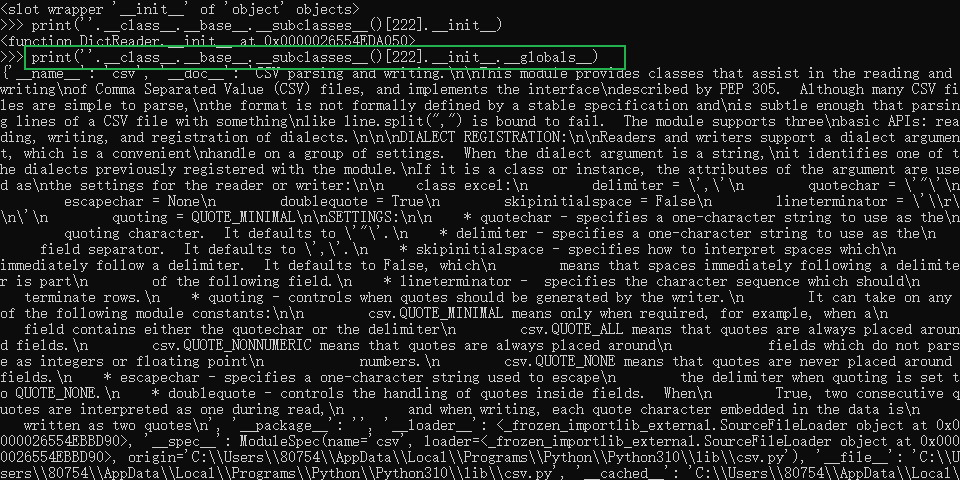 <slot wrapper '__init__' of 'object' objects>
>>> print(''.__class__.__base__.__subclasses__()[222].__init__)
<function DictReader.__init__ at 0x0000026554EDA050>
>>> print(''.__class__.__base__.__subclasses__()[222].__init__.__globals__)
{'__name__': 'csv', '__doc__': 'CSV parsing and writing.\n\nThis module provides classes that assist in the reading and
writing\nof Comma Separated Value (CSV) files, and implements the interface\ndescribed by PEP 305.  Although many CSV fi
les are simple to parse,\nthe format is not formally defined by a stable specification and\nis subtle enough that parsin
g lines of a CSV file with something\nlike line.split(",") is bound to fail.  The module supports three\nbasic APIs: rea
ding, writing, and registration of dialects.\n\n\nDIALECT REGISTRATION:\n\nReaders and writers support a dialect argumen
t, which is a convenient\nhandle on a group of settings.  When the dialect argument is a string,\nit identifies one of t
he dialects previously registered with the module.\nIf it is a class or instance, the attributes of the argument are use
d as\nthe settings for the reader or writer:\n\n    class excel:\n        delimiter = \',\'\n        quotechar = \'"\'\n
        escapechar = None\n        doublequote = True\n        skipinitialspace = False\n        lineterminator = \'\\r\
\n\'\n        quoting = QUOTE_MINIMAL\n\nSETTINGS:\n\n    * quotechar - specifies a one-character string to use as the\n
        quoting character.  It defaults to \'"\'.\n    * delimiter - specifies a one-character string to use as the\n
     field separator.  It defaults to \',\'.\n    * skipinitialspace - specifies how to interpret spaces which\n
immediately follow a delimiter.  It defaults to False, which\n        means that spaces immediately following a delimite
r is part\n        of the following field.\n    * lineterminator -  specifies the character sequence which should\n
   terminate rows.\n    * quoting - controls when quotes should be generated by the writer.\n        It can take on any
of the following module constants:\n\n        csv.QUOTE_MINIMAL means only when required, for example, when a\n
   field contains either the quotechar or the delimiter\n        csv.QUOTE_ALL means that quotes are always placed aroun
d fields.\n        csv.QUOTE_NONNUMERIC means that quotes are always placed around\n            fields which do not pars
e as integers or floating point\n            numbers.\n        csv.QUOTE_NONE means that quotes are never placed around
fields.\n    * escapechar - specifies a one-character string used to escape\n        the delimiter when quoting is set t
o QUOTE_NONE.\n    * doublequote - controls the handling of quotes inside fields.  When\n        True, two consecutive q
uotes are interpreted as one during read,\n        and when writing, each quote character embedded in the data is\n
   written as two quotes\n', '__package__': '', '__loader__': <_frozen_importlib_external.SourceFileLoader object at 0x0
000026554EBBD90>, '__spec__': ModuleSpec(name='csv', loader=<_frozen_importlib_external.SourceFileLoader object at 0x000
0026554EBBD90>, origin='C:\\Users\\80754\\AppData\\Local\\Programs\\Python\\Python310\\lib\\csv.py'), '__file__': 'C:\\U
sers\\80754\\AppData\\Local\\Programs\\Python\\Python310\\lib\\csv.py', '__cached__': 'C:\\Users\\80754\\AppData\\Local\